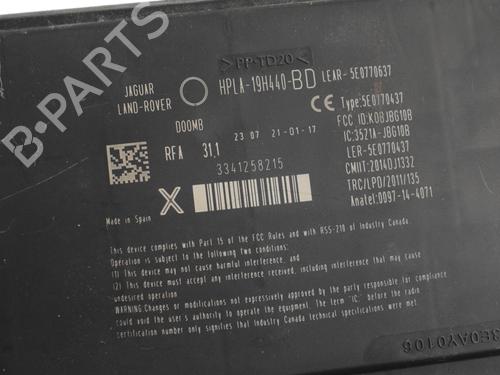 >PP-TD20<
JAGUAR
LAND-ROVER
HPLA-19H440-BD
LEAR-5E0770637
D00MB
23 07 21-01-17
RFA 31.1
3341258215
CE Type:5E0770437
FCC ID:KOBJBG10B
IC:3521A-JBG10B
LER-5E0770437
CMIIT:2014DJ1332
TRC/LPD/2011/135
Anatel:0097-14-4071
X
Made in Spain
This device complies with Part 15 of the FCC Rules and with RSS-210 of Industry Canada.
Operation is subject to the following two conditions:
(1) This device may not cause harmful interference, and
(2) This device must accept any interference received, including interference that may cause
undesired operation
WARNING:Changes or modifications not expressively approved by the party responsible for compliance
could void the user's authority to operate the equipment. The term "IC:" before the radio
certification number only signifies that Industry Canada technical specifications were met.
3E0AY0106
B-PARTS